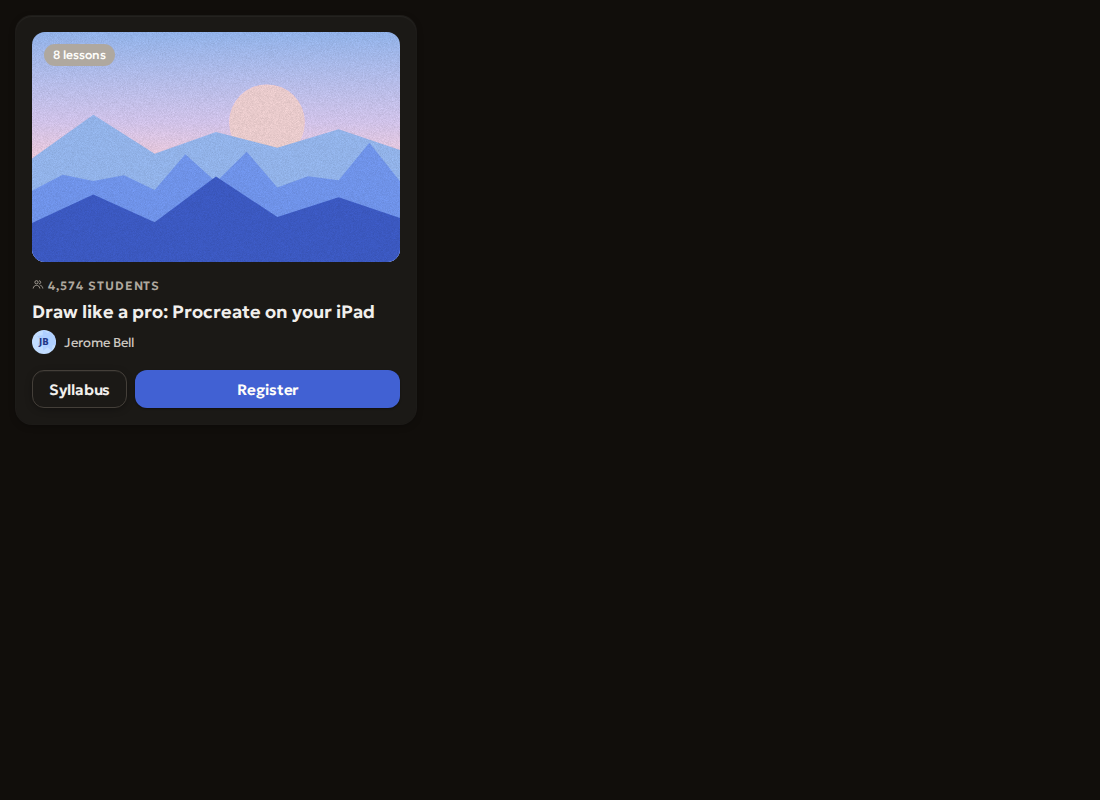 8 lessons
4,574 STUDENTS
Draw like a pro: Procreate on your iPad
JB
Jerome Bell
Syllabus
Register